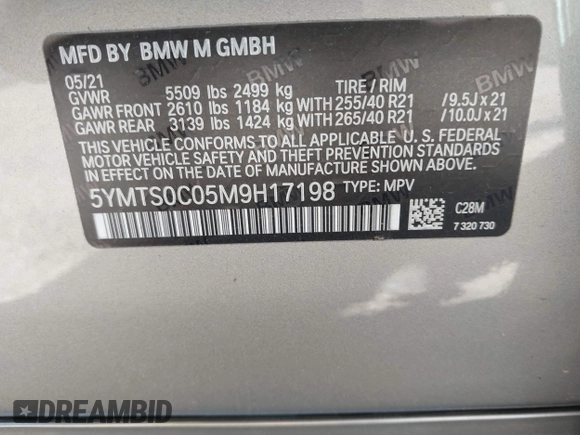 MFD BY BMW M GMBH
05/21
GVWR 5509 lbs 2499 kg TIRE / RIM
GAWR FRONT 2610 lbs 1184 kg WITH 255/40 R21 / 9.5J x 21
GAWR REAR 3139 lbs 1424 kg WITH 265/40 R21 / 10.0J x 21
THIS VEHICLE CONFORMS TO ALL APPLICABLE U. S. FEDERAL
MOTOR VEHICLE SAFETY AND THEFT PREVENTION STANDARDS
IN EFFECT ON THE DATE OF MANUFACTURE SHOWN ABOVE.
5YMTS0C05M9H17198 TYPE: MPV
C28M
7 320 730
DREAMBID